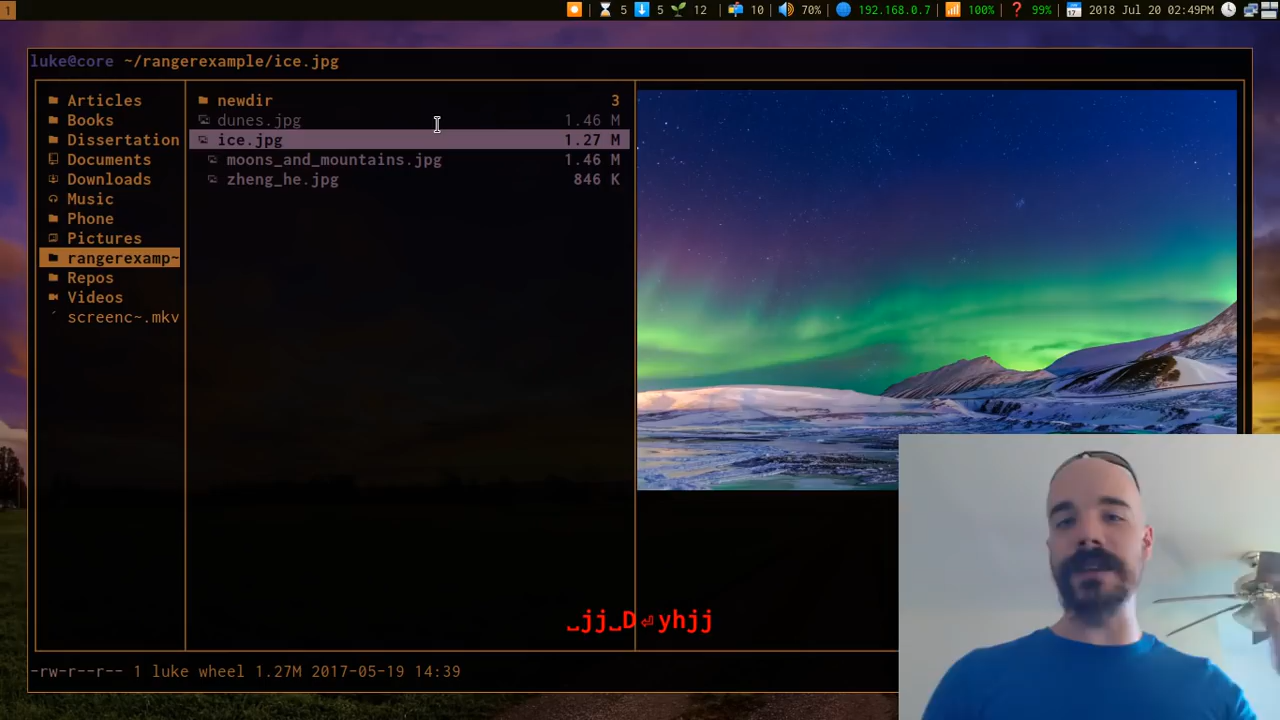 1 5 5 12 10 70% 192.168.0.7 100% 99% 2018 Jul 20 02:49PM
luke@core ~/rangerexample/ice.jpg
Articles
Books
Dissertation
Documents
Downloads
Music
Phone
Pictures
rangerexamp~
Repos
Videos
screenc~.mkv
newdir 3
dunes.jpg 1.46 M
ice.jpg 1.27 M
moons_and_mountains.jpg 1.46 M
zheng_he.jpg 846 K
␣jj␣D⏎yhjj
-rw-r--r-- 1 luke wheel 1.27M 2017-05-19 14:39